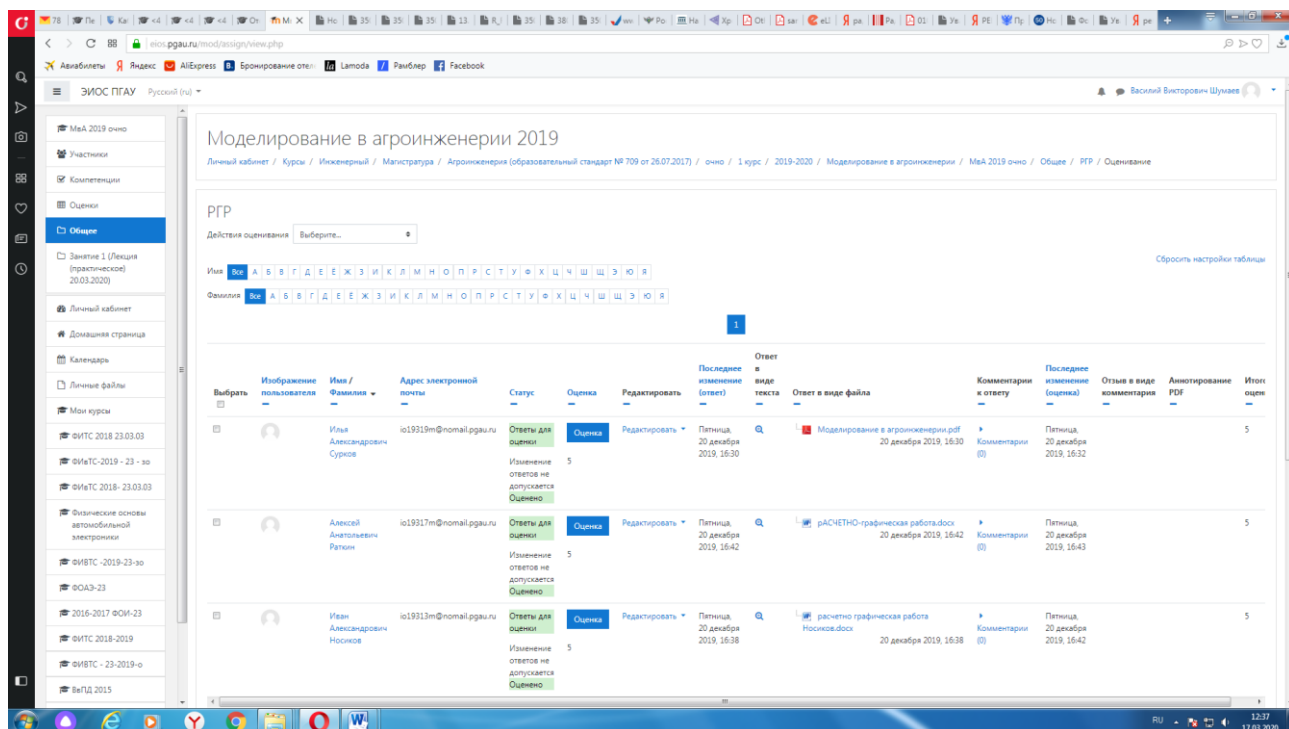 eios.pgau.ru/mod/assign/view.php
Авиабилеты Яндекс AliExpress Бронирование отел Lamoda Рамблер Facebook
ЭИОС ПГАУ Русский (ru)
Василий Викторович Шумаев
МвА 2019 очно
Участники
Компетенции
Оценки
Общее
Занятие 1 (Лекция
(практическое)
20.03.2020)
Личный кабинет
Домашняя страница
Календарь
Личные файлы
Мои курсы
ФИТС 2018 23.03.03
ФИвТС-2019 - 23 - зо
ФИвТС 2018- 23.03.03
Физические основы
автомобильной
электроники
ФИВТС -2019-23-зо
ФОАЭ-23
2016-2017 ФОИ-23
ФИТС 2018-2019
ФИВТС - 23-2019-о
ВвПД 2015
Моделирование в агроинженерии 2019
Личный кабинет / Курсы / Инженерный / Магистратура / Агроинженерия (образовательный стандарт № 709 от 26.07.2017) / очно / 1 курс / 2019-2020 / Моделирование в агроинженерии / МвА 2019 очно / Общее / РГР / Оценивание
РГР
Действия оценивания Выберите...
Сбросить настройки таблицы
Имя Все А Б В Г Д Е Ё Ж З И К Л М Н О П Р С Т У Ф Х Ц Ч Ш Щ Э Ю Я
Фамилия Все А Б В Г Д Е Ё Ж З И К Л М Н О П Р С Т У Ф Х Ц Ч Ш Щ Э Ю Я
1
Выбрать
Изображение
пользователя
Имя /
Фамилия
Адрес электронной
почты
Статус
Оценка
Редактировать
Последнее
изменение
(ответ)
Ответ
в
виде
текста
Ответ в виде файла
Комментарии
к ответу
Последнее
изменение
(оценка)
Отзыв в виде
комментария
Аннотирование
PDF
Итого
оцен
Илья
Александрович
Сурков
io19319m@nomail.pgau.ru
Ответы для
оценки
Изменение
ответов не
допускается
Оценено
Оценка
5
Редактировать
Пятница,
20 декабря
2019, 16:30
Моделирование в агроинженерии.pdf
20 декабря 2019, 16:30
Комментарии
(0)
Пятница,
20 декабря
2019, 16:32
5
Алексей
Анатольевич
Раткин
io19317m@nomail.pgau.ru
Ответы для
оценки
Изменение
ответов не
допускается
Оценено
Оценка
5
Редактировать
Пятница,
20 декабря
2019, 16:42
рАСЧЕТНО-графическая работа.docx
20 декабря 2019, 16:42
Комментарии
(0)
Пятница,
20 декабря
2019, 16:43
5
Иван
Александрович
Носиков
io19313m@nomail.pgau.ru
Ответы для
оценки
Изменение
ответов не
допускается
Оценено
Оценка
5
Редактировать
Пятница,
20 декабря
2019, 16:38
расчетно графическая работа
Носиков.docx
20 декабря 2019, 16:38
Комментарии
(0)
Пятница,
20 декабря
2019, 16:42
5
RU
12:37
17.03.2020